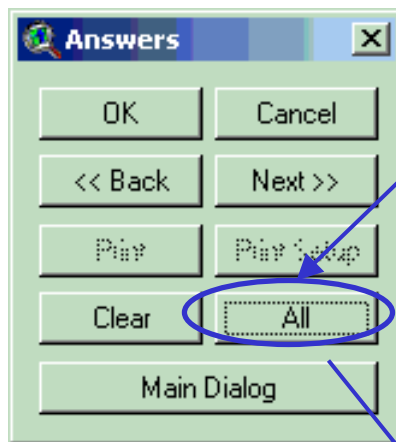 Answers
OK Cancel
<< Back Next >>
Print Print Setup
Clear All
Main Dialog